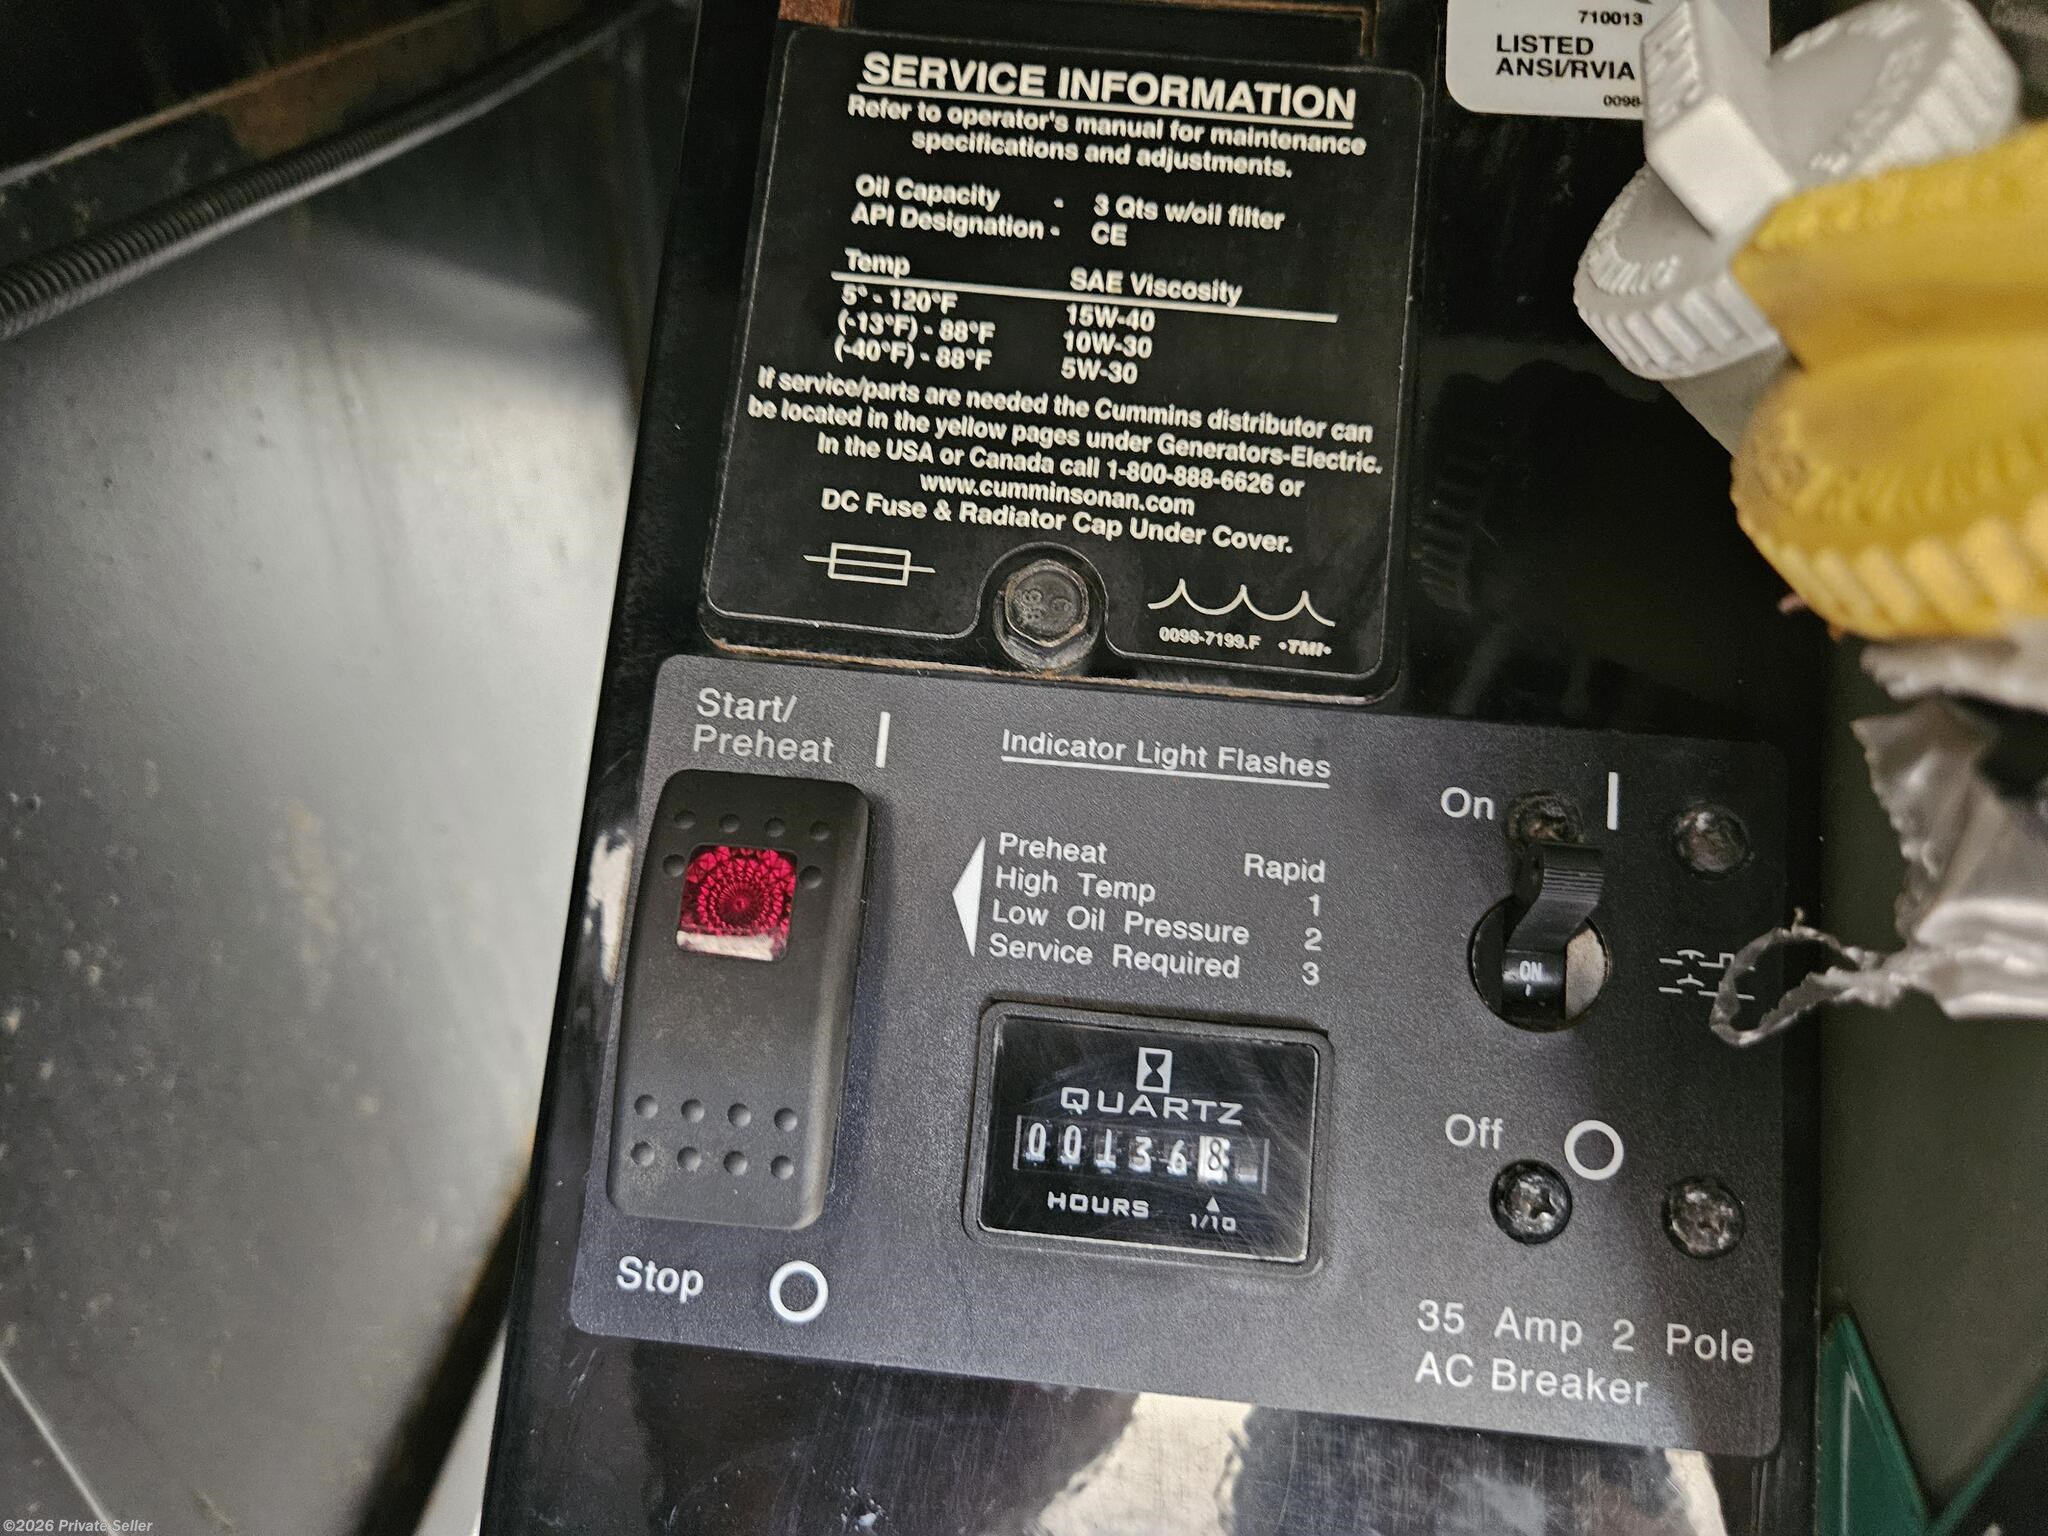 710013
LISTED
ANSI/RVIA
0098-
SERVICE INFORMATION
Refer to operator's manual for maintenance
specifications and adjustments.
Oil Capacity - 3 Qts w/oil filter
API Designation - CE
Temp SAE Viscosity
5° - 120°F 15W-40
(-13°F) - 88°F 10W-30
(-40°F) - 88°F 5W-30
If service/parts are needed the Cummins distributor can
be located in the yellow pages under Generators-Electric.
In the USA or Canada call 1-800-888-6626 or
www.cumminsonan.com
DC Fuse & Radiator Cap Under Cover.
0098-7199.F •TMI•
Start/
Preheat
Indicator Light Flashes
Preheat Rapid
High Temp 1
Low Oil Pressure 2
Service Required 3
On
ON
QUARTZ
001368
HOURS 1/10
Off
Stop
35 Amp 2 Pole
AC Breaker
©2026 Private Seller